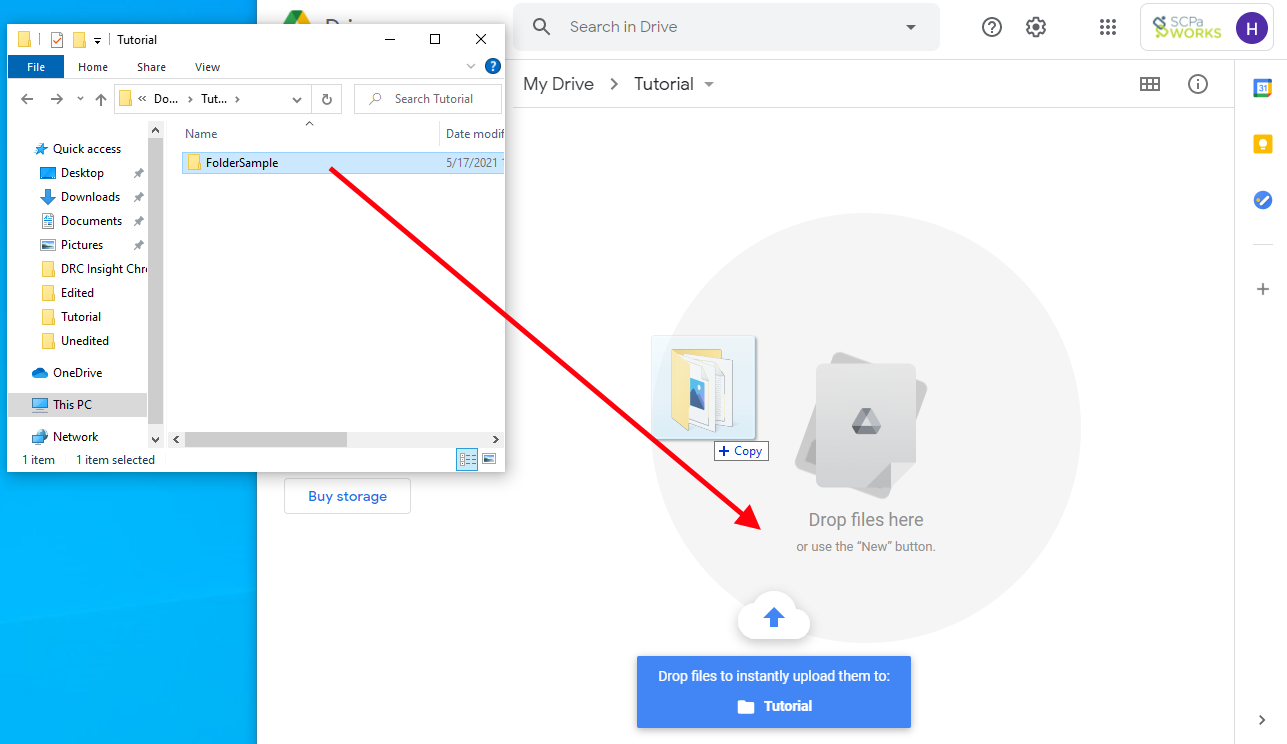 Tutorial
File Home Share View
« Do... › Tut... ›
Search Tutorial
Name Date modif
FolderSample 5/17/2021
Quick access
Desktop
Downloads
Documents
Pictures
DRC Insight Chr
Edited
Tutorial
Unedited
OneDrive
This PC
Network
1 item 1 item selected
Buy storage
Search in Drive
SCPa
WORKS
H
My Drive > Tutorial
31
+ Copy
Drop files here
or use the “New” button.
Drop files to instantly upload them to:
Tutorial